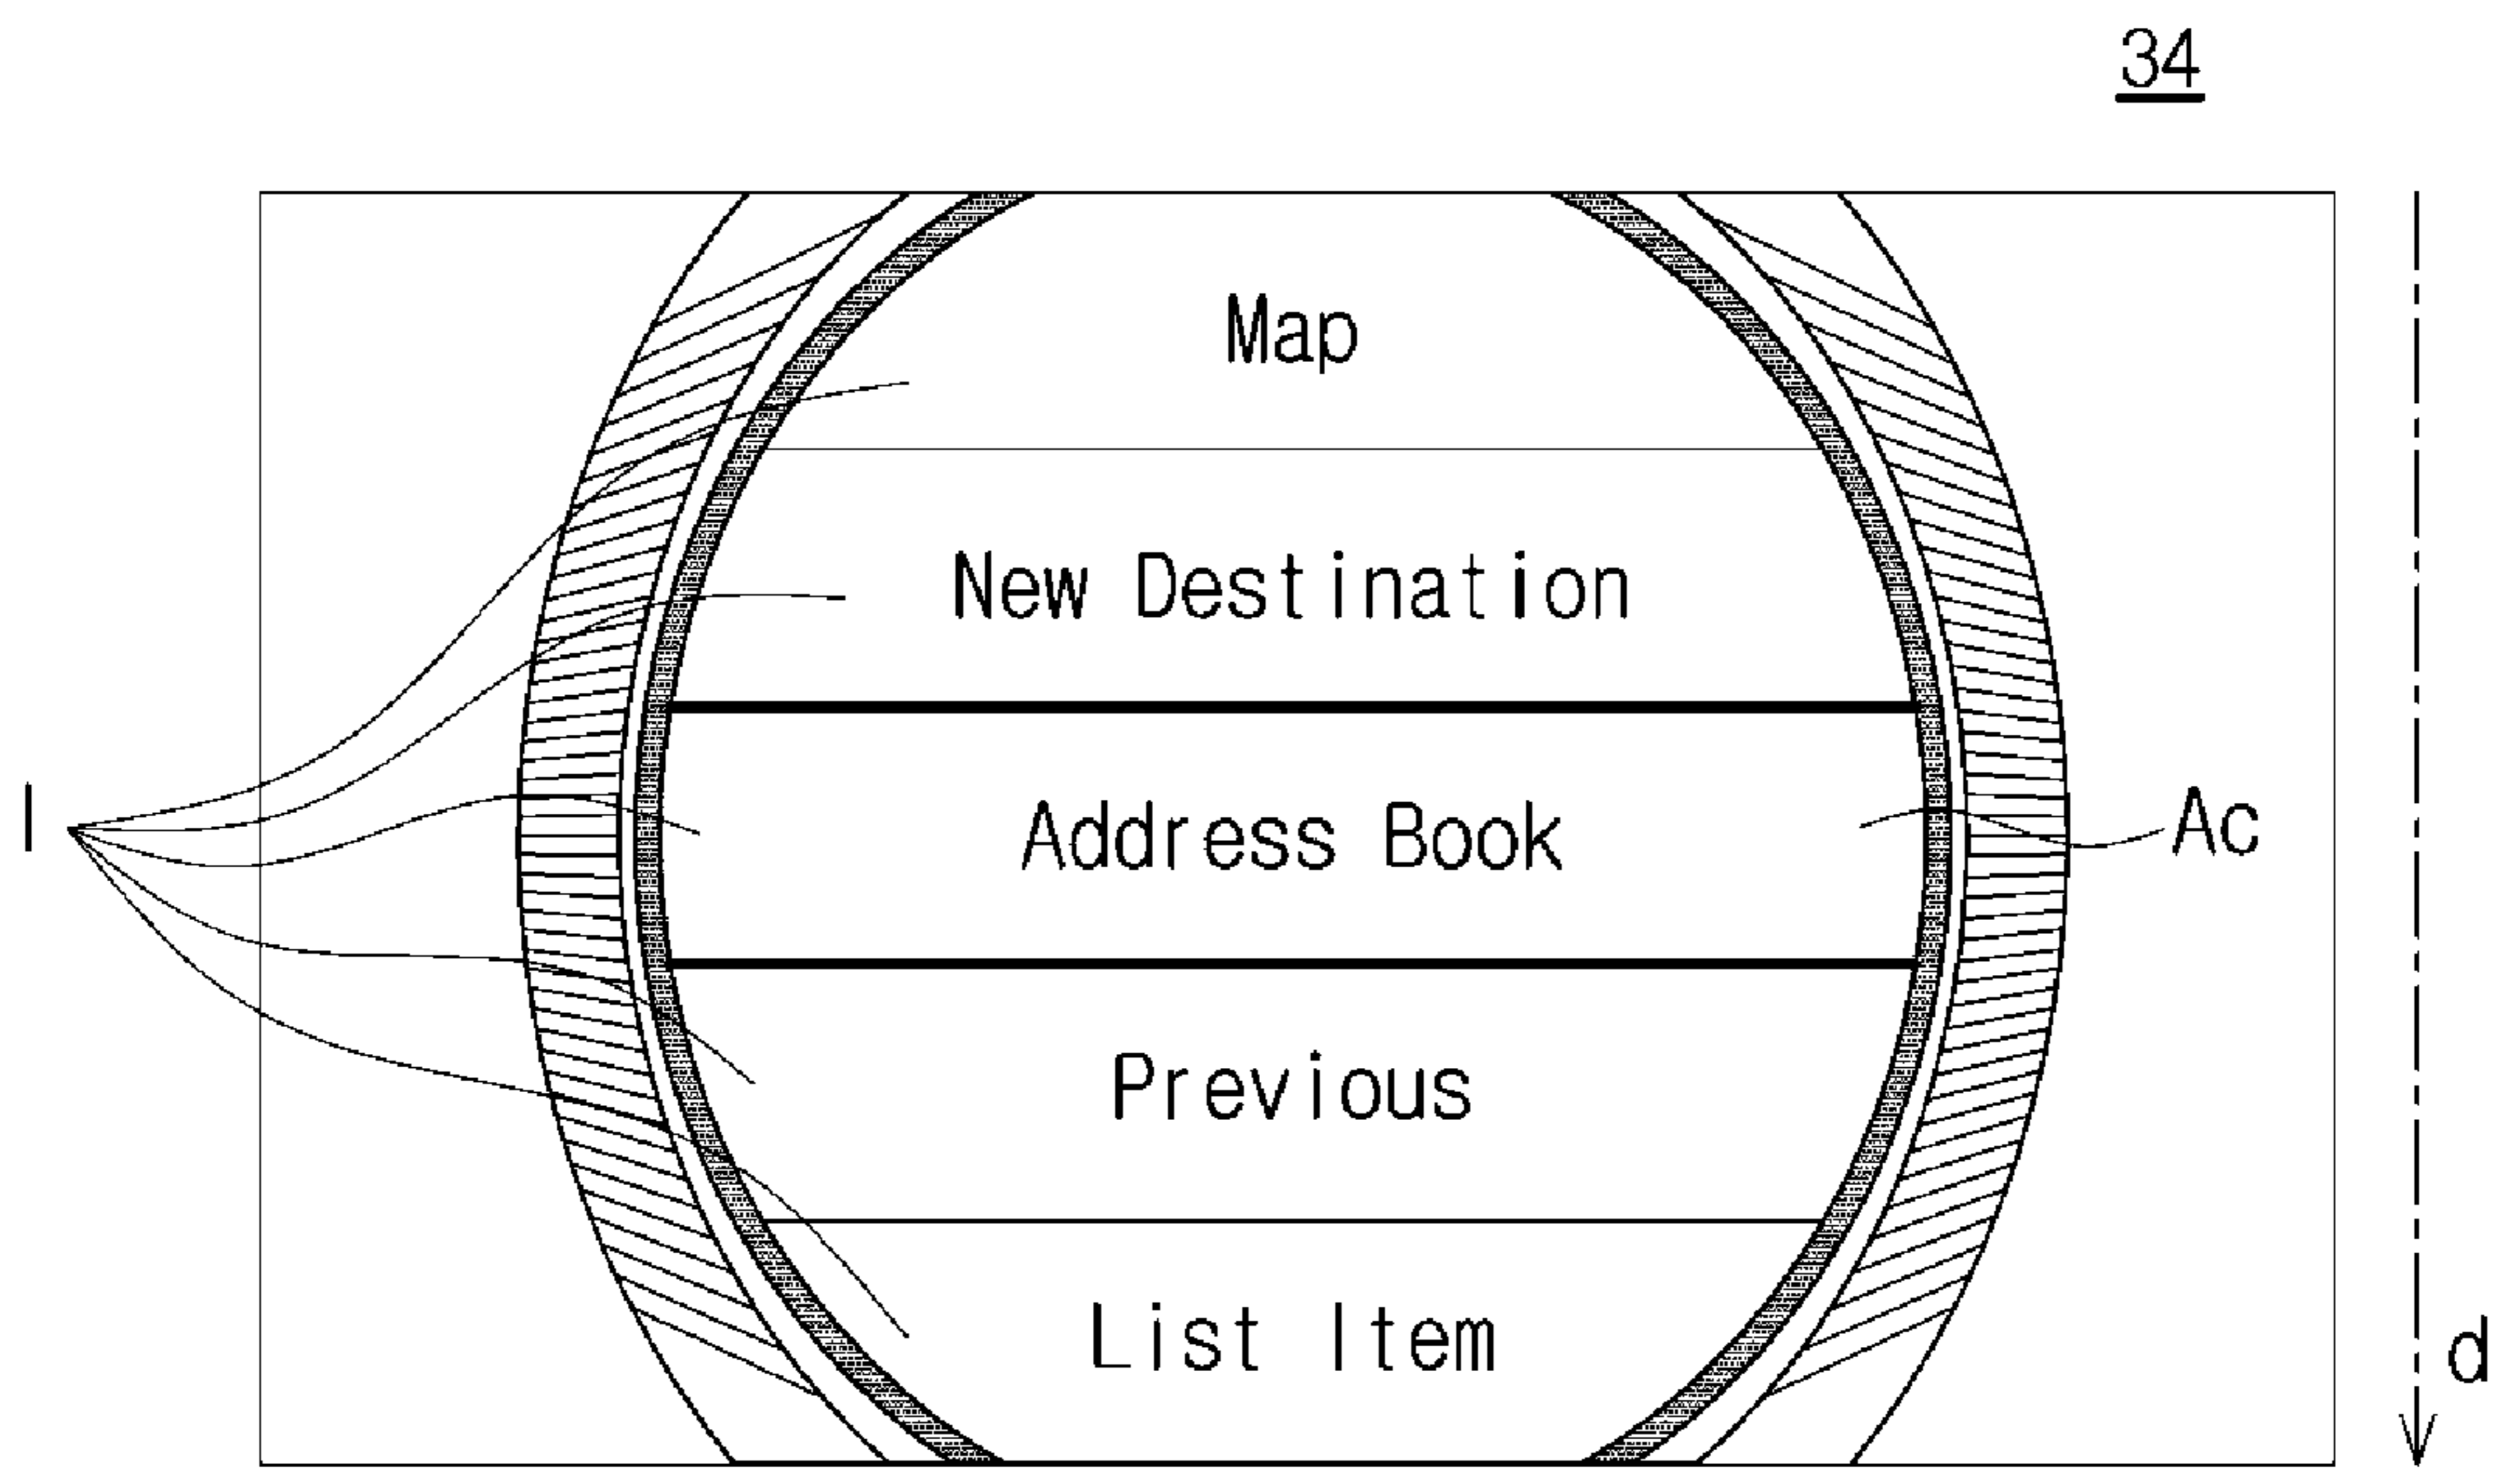 34
Map
New Destination
I
Address Book
Ac
Previous
List Item
d